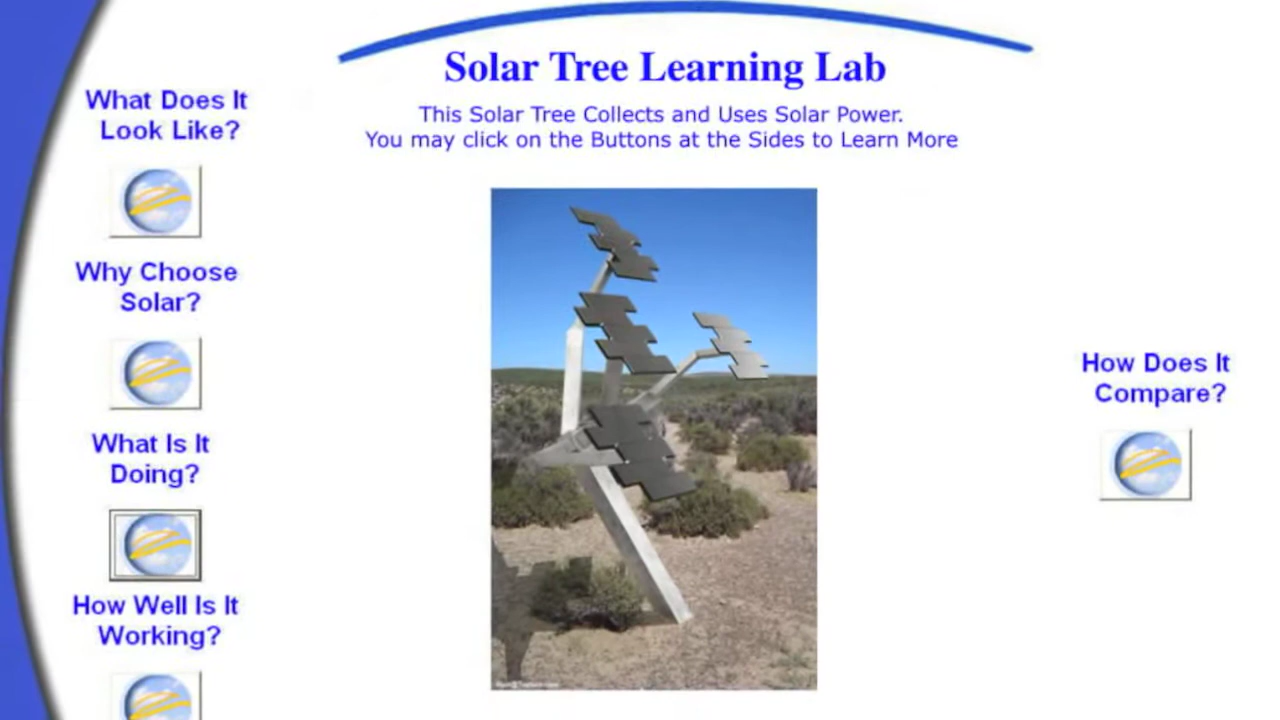 Solar Tree Learning Lab
This Solar Tree Collects and Uses Solar Power.
You may click on the Buttons at the Sides to Learn More
What Does It
Look Like?
Why Choose
Solar?
What Is It
Doing?
How Well Is It
Working?
How Does It
Compare?